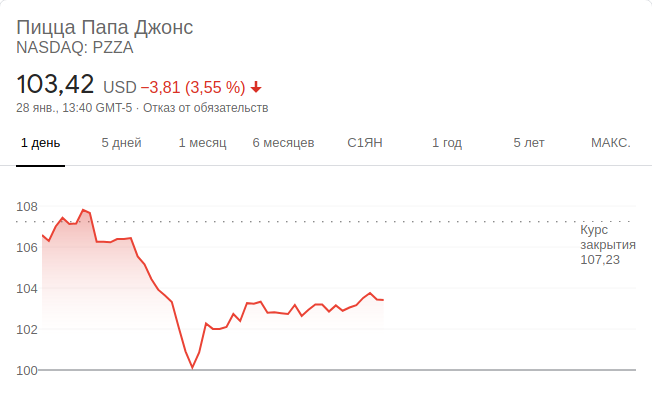 Пицца Папа Джонс
NASDAQ: PZZA
103,42 USD −3,81 (3,55 %)
28 янв., 13:40 GMT-5 · Отказ от обязательств
1 день 5 дней 1 месяц 6 месяцев С1ЯН 1 год 5 лет МАКС.
108
106
104
102
100
Курс
закрытия
107,23